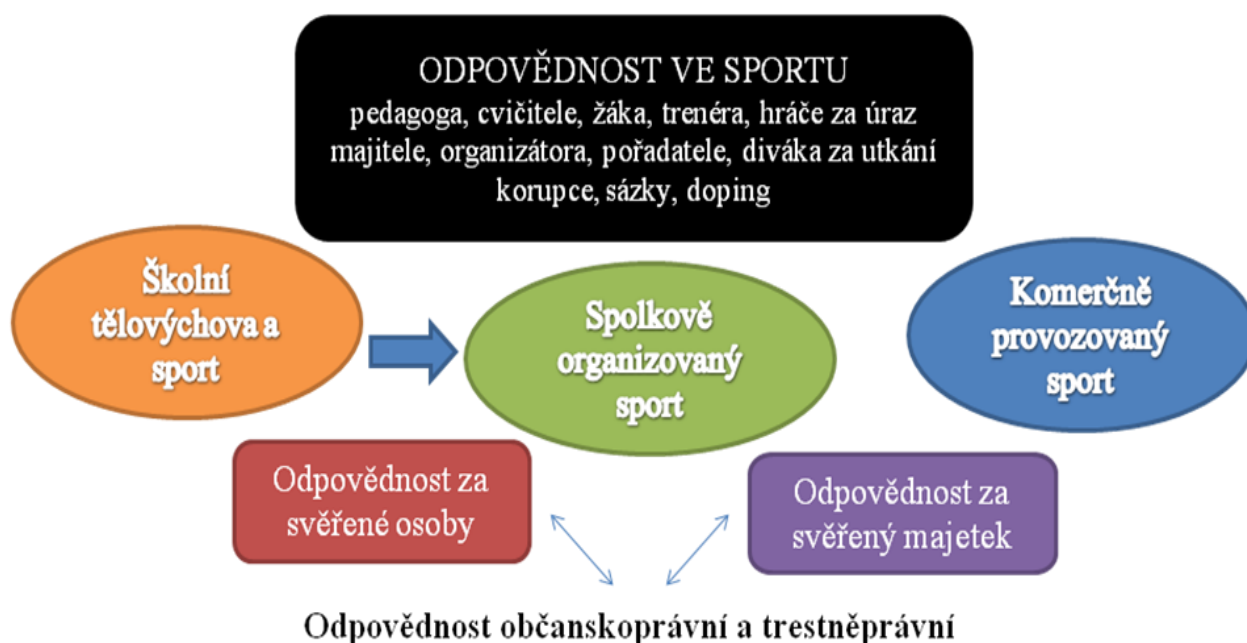 ODPOVĚDNOST VE SPORTU
pedagoga, cvičitele, žáka, trenéra, hráče za úraz
majitele, organizátora, pořadatele, diváka za utkání
korupce, sázky, doping
Školní
tělovýchova a
sport
Spolkově
organizovaný
sport
Komerčně
provozovaný
sport
Odpovědnost za
svěřené osoby
Odpovědnost za
svěřený majetek
Odpovědnost občanskoprávní a trestněprávní